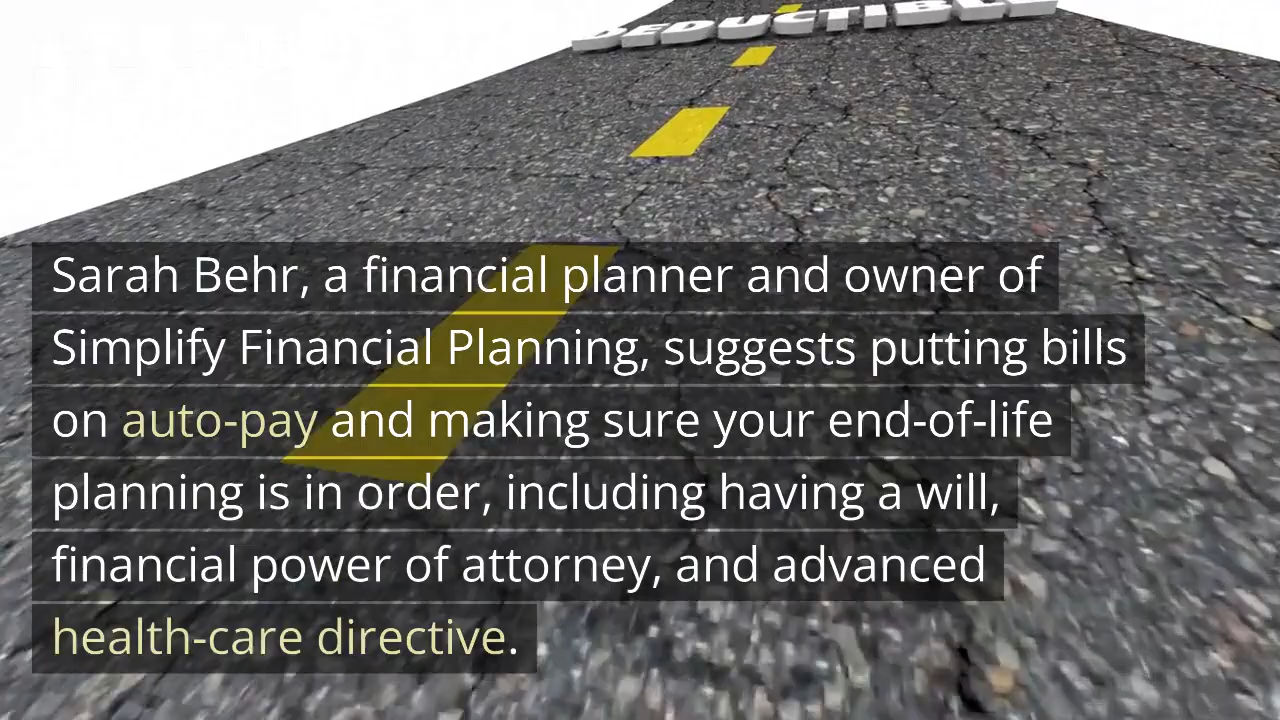 DEDUCTIBLE
Sarah Behr, a financial planner and owner of
Simplify Financial Planning, suggests putting bills
on auto-pay and making sure your end-of-life
planning is in order, including having a will,
financial power of attorney, and advanced
health-care directive.